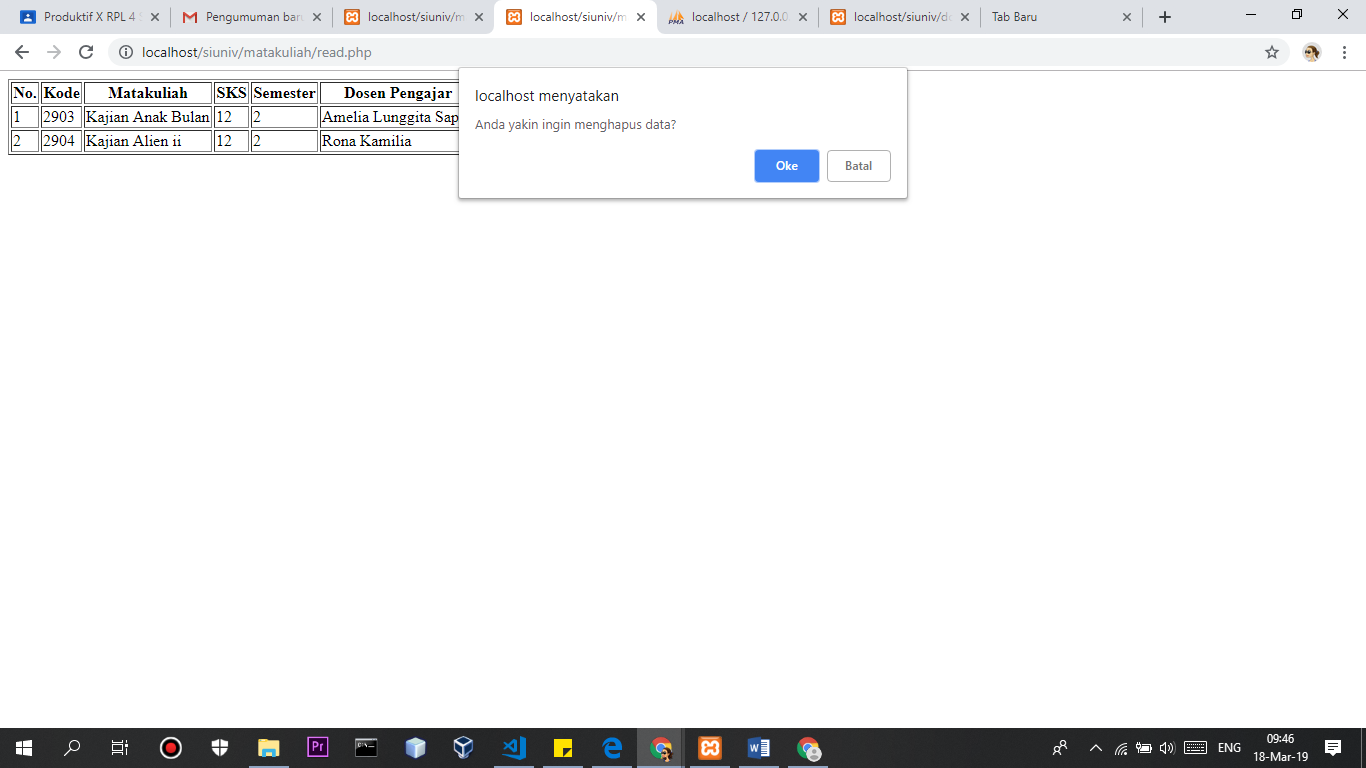 Produktif X RPL 4
Pengumuman baru
localhost/siuniv/m
localhost/siuniv/m
localhost / 127.0.0
localhost/siuniv/do
Tab Baru
localhost/siuniv/matakuliah/read.php
No. Kode Matakuliah SKS Semester Dosen Pengajar
1 2903 Kajian Anak Bulan 12 2 Amelia Lunggita Sap
2 2904 Kajian Alien ii 12 2 Rona Kamilia
localhost menyatakan
Anda yakin ingin menghapus data?
Oke Batal
ENG
09:46
18-Mar-19